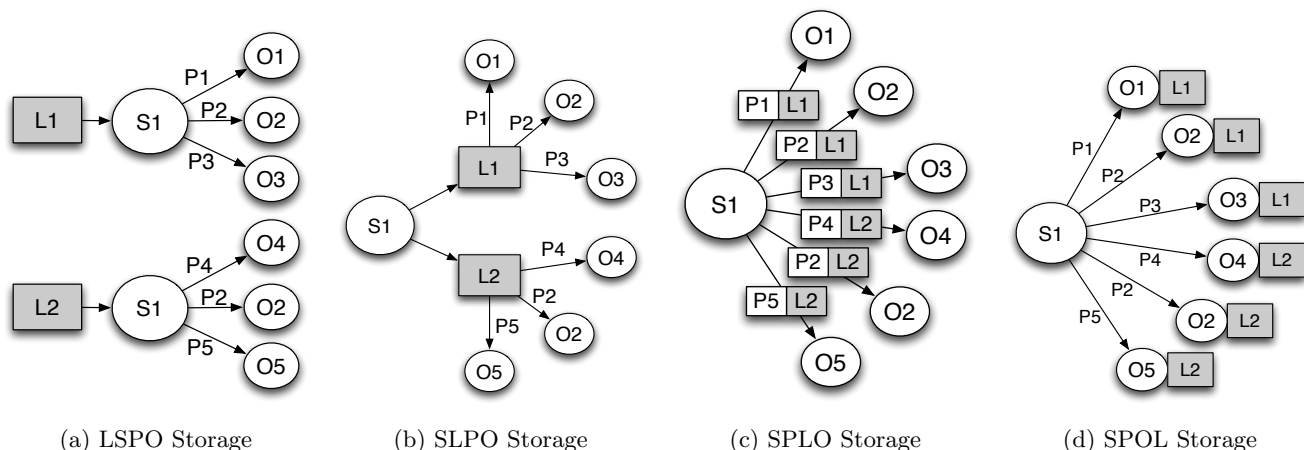 O1
P1
L1
S1
P2
O2
P3
O3
O4
P4
L2
S1
P2
O2
P5
O5
(a) LSPO Storage
O1
P1
P2
O2
L1
P3
O3
S1
L2
P4
O4
P2
P5
O2
O5
(b) SLPO Storage
O1
P1 L1
O2
P2 L1
P3 L1
O3
S1
P4 L2
O4
P2 L2
O2
P5 L2
O5
(c) SPLO Storage
O1 L1
P1
O2 L1
P2
P3
O3 L1
S1
P4
O4 L2
P2
O2 L2
P5
O5 L2
(d) SPOL Storage